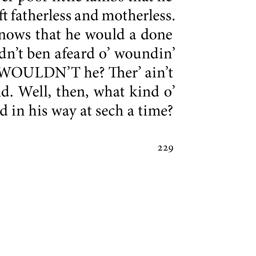 ft fatherless and motherless.
nows that he would a done
dn't ben afeard o' woundin'
WOULDN'T he? Ther' ain't
d. Well, then, what kind o'
d in his way at sech a time?
229